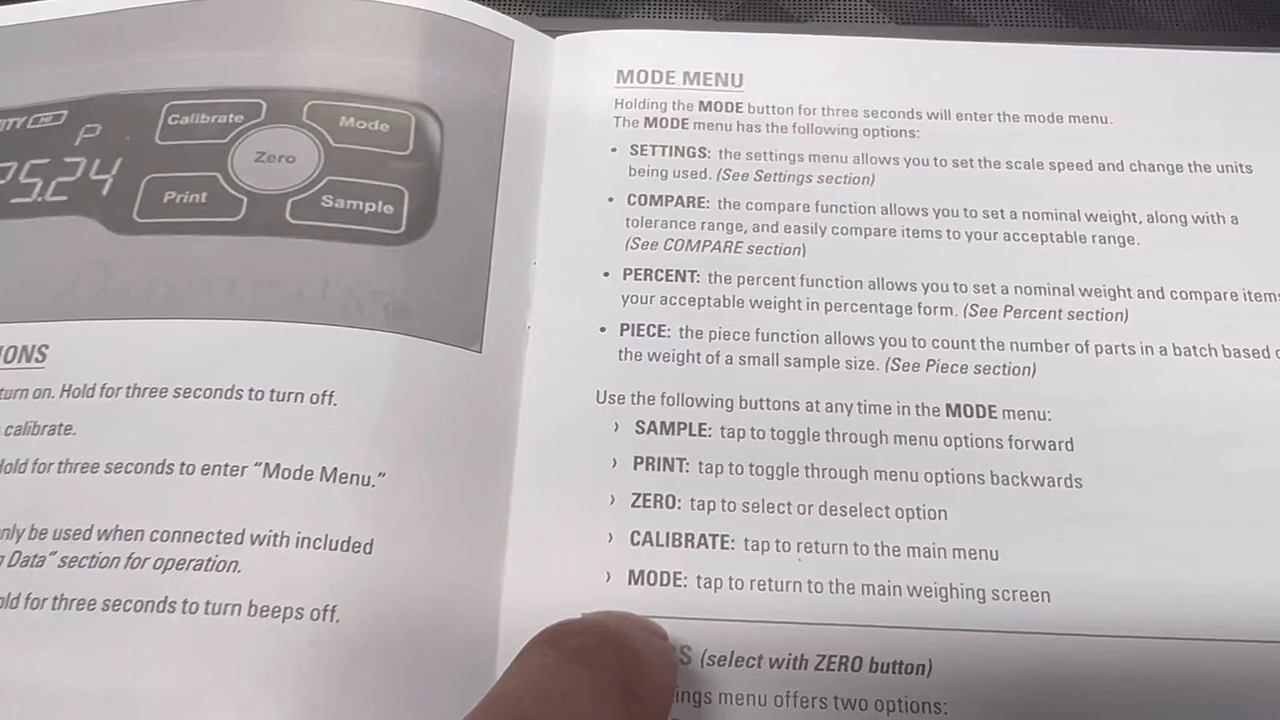 Calibrate
Mode
P
Zero
5.24
Print
Sample
IONS
turn on. Hold for three seconds to turn off.
calibrate.
Hold for three seconds to enter “Mode Menu.”
only be used when connected with included
Data” section for operation.
for three seconds to turn beeps off.
MODE MENU
Holding the MODE button for three seconds will enter the mode menu.
The MODE menu has the following options:
• SETTINGS: the settings menu allows you to set the scale speed and change the units
being used. (See Settings section)
• COMPARE: the compare function allows you to set a nominal weight, along with a
tolerance range, and easily compare items to your acceptable range.
(See COMPARE section)
• PERCENT: the percent function allows you to set a nominal weight and compare items
your acceptable weight in percentage form. (See Percent section)
• PIECE: the piece function allows you to count the number of parts in a batch based
the weight of a small sample size. (See Piece section)
Use the following buttons at any time in the MODE menu:
› SAMPLE: tap to toggle through menu options forward
› PRINT: tap to toggle through menu options backwards
› ZERO: tap to select or deselect option
› CALIBRATE: tap to return to the main menu
› MODE: tap to return to the main weighing screen
(select with ZERO button)
menu offers two options: